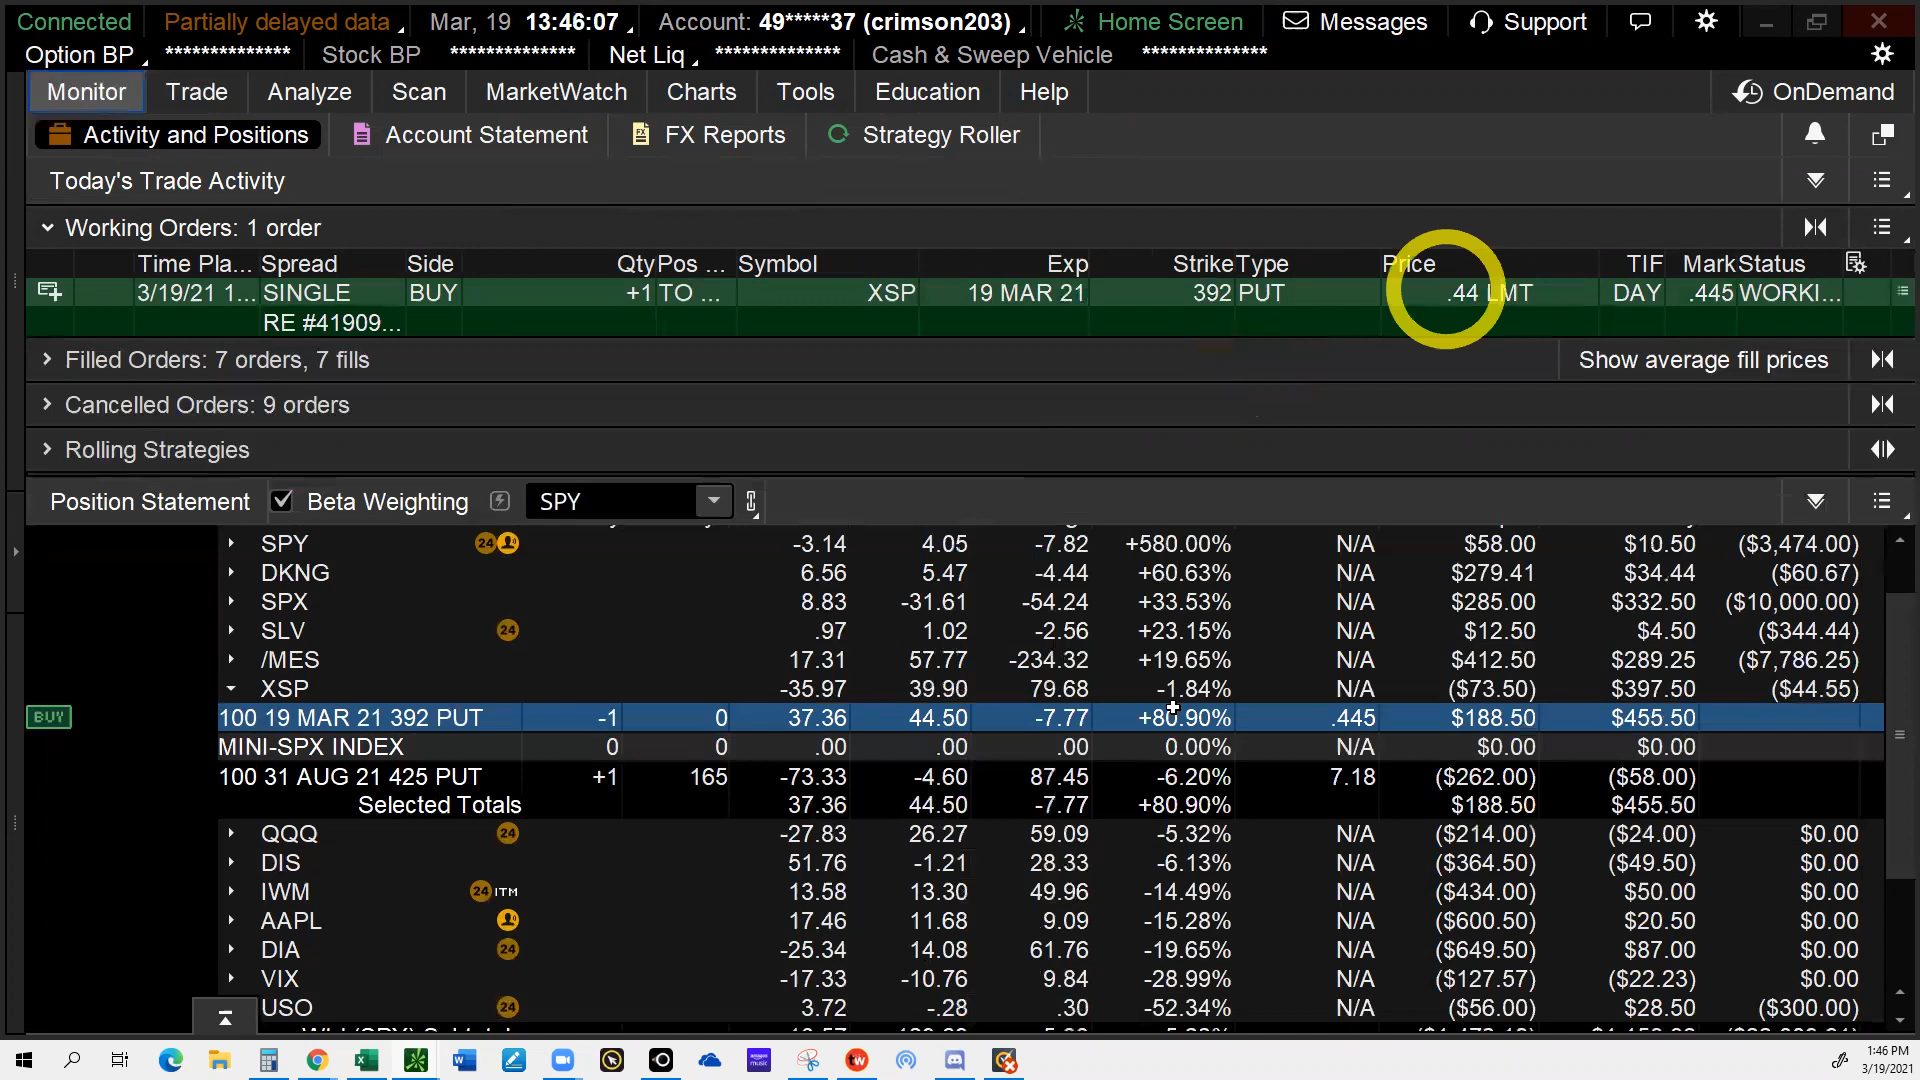 Connected Partially delayed data Mar, 19 13:46:07 Account: 49*****37 (crimson203) Home Screen Messages Support
Option BP ************** Stock BP ************** Net Liq ************** Cash & Sweep Vehicle **************
Monitor Trade Analyze Scan MarketWatch Charts Tools Education Help OnDemand
Activity and Positions Account Statement FX Reports Strategy Roller
Today's Trade Activity
Working Orders: 1 order
Time Pla... Spread Side Qty Pos ... Symbol Exp Strike Type Price TIF Mark Status
3/19/21 1... SINGLE BUY +1 TO ... XSP 19 MAR 21 392 PUT .44 LMT DAY .445 WORKI...
RE #41909...
Filled Orders: 7 orders, 7 fills Show average fill prices
Cancelled Orders: 9 orders
Rolling Strategies
Position Statement Beta Weighting SPY
SPY 24 -3.14 4.05 -7.82 +580.00% N/A $58.00 $10.50 ($3,474.00)
DKNG 6.56 5.47 -4.44 +60.63% N/A $279.41 $34.44 ($60.67)
SPX 8.83 -31.61 -54.24 +33.53% N/A $285.00 $332.50 ($10,000.00)
SLV 24 .97 1.02 -2.56 +23.15% N/A $12.50 $4.50 ($344.44)
/MES 17.31 57.77 -234.32 +19.65% N/A $412.50 $289.25 ($7,786.25)
XSP -35.97 39.90 79.68 -1.84% N/A ($73.50) $397.50 ($44.55)
BUY 100 19 MAR 21 392 PUT -1 0 37.36 44.50 -7.77 +80.90% .445 $188.50 $455.50
MINI-SPX INDEX 0 0 .00 .00 .00 0.00% N/A $0.00 $0.00
100 31 AUG 21 425 PUT +1 165 -73.33 -4.60 87.45 -6.20% 7.18 ($262.00) ($58.00)
Selected Totals 37.36 44.50 -7.77 +80.90% $188.50 $455.50
QQQ 24 -27.83 26.27 59.09 -5.32% N/A ($214.00) ($24.00) $0.00
DIS 51.76 -1.21 28.33 -6.13% N/A ($364.50) ($49.50) $0.00
IWM 24 ITM 13.58 13.30 49.96 -14.49% N/A ($434.00) $50.00 $0.00
AAPL 17.46 11.68 9.09 -15.28% N/A ($600.50) $20.50 $0.00
DIA 24 -25.34 14.08 61.76 -19.65% N/A ($649.50) $87.00 $0.00
VIX -17.33 -10.76 9.84 -28.99% N/A ($127.57) ($22.23) $0.00
USO 24 3.72 -.28 .30 -52.34% N/A ($56.00) $28.50 ($300.00)
1:46 PM
3/19/2021